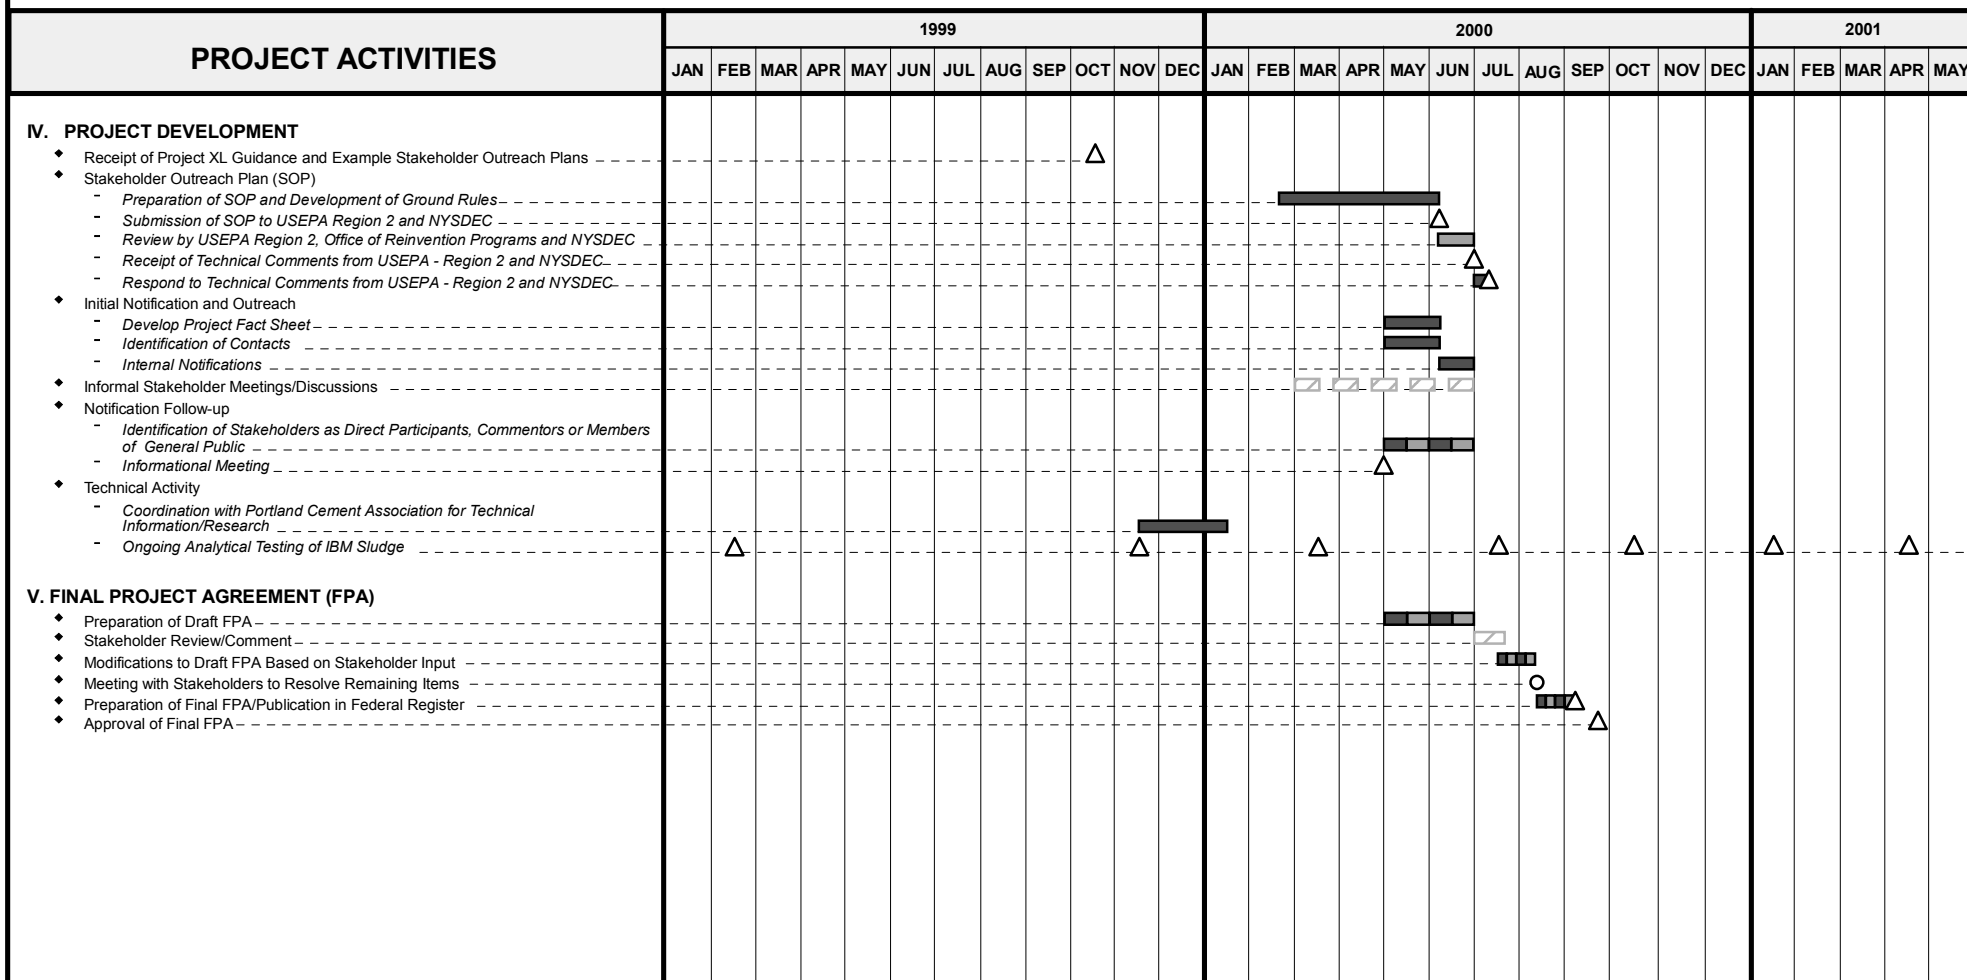 PROJECT ACTIVITIES
1999
2000
2001
JAN FEB MAR APR MAY JUN JUL AUG SEP OCT NOV DEC JAN FEB MAR APR MAY JUN JUL AUG SEP OCT NOV DEC JAN FEB MAR APR MAY
IV. PROJECT DEVELOPMENT
Receipt of Project XL Guidance and Example Stakeholder Outreach Plans
Stakeholder Outreach Plan (SOP)
- Preparation of SOP and Development of Ground Rules
- Submission of SOP to USEPA Region 2 and NYSDEC
- Review by USEPA Region 2, Office of Reinvention Programs and NYSDEC
- Receipt of Technical Comments from USEPA - Region 2 and NYSDEC
- Respond to Technical Comments from USEPA - Region 2 and NYSDEC
Initial Notification and Outreach
- Develop Project Fact Sheet
- Identification of Contacts
- Internal Notifications
Informal Stakeholder Meetings/Discussions
Notification Follow-up
- Identification of Stakeholders as Direct Participants, Commentors or Members
of General Public
- Informational Meeting
Technical Activity
- Coordination with Portland Cement Association for Technical
Information/Research
- Ongoing Analytical Testing of IBM Sludge
V. FINAL PROJECT AGREEMENT (FPA)
Preparation of Draft FPA
Stakeholder Review/Comment
Modifications to Draft FPA Based on Stakeholder Input
Meeting with Stakeholders to Resolve Remaining Items
Preparation of Final FPA/Publication in Federal Register
Approval of Final FPA